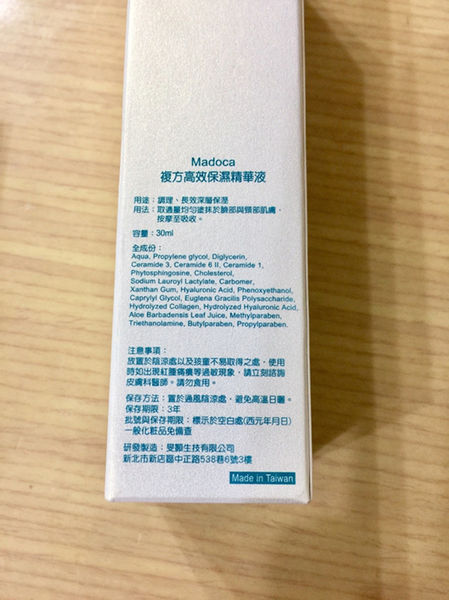 Madoca
複方高效保濕精華液
用途：調理、長效深層保溼
用法：取適量均勻塗抹於臉部與頸部肌膚，
按摩至吸收。
容量：30ml
全成份：
Aqua, Propylene glycol, Diglycerin,
Ceramide 3, Ceramide 6 II, Ceramide 1,
Phytosphingosine, Cholesterol,
Sodium Lauroyl Lactylate, Carbomer,
Xanthan Gum, Hyaluronic Acid, Phenoxyethanol,
Caprylyl Glycol, Euglena Gracilis Polysaccharide,
Hydrolyzed Collagen, Hydrolyzed Hyaluronic Acid,
Aloe Barbadensis Leaf Juice, Methylparaben,
Triethanolamine, Butylparaben, Propylparaben.
注意事項：
放置於陰涼處以及孩童不易取得之處，使用
時如出現紅腫癢等過敏現象，請立刻諮詢
皮膚科醫師。請勿食用。
保存方法：置於通風陰涼處，避免高溫日曬。
保存期限：3年
批號與保存期限：標示於空白處(西元年月日)
一般化粧品免備查
研發製造：生技有限公司
新北市新店區中正路538巷6號3樓
Made in Taiwan